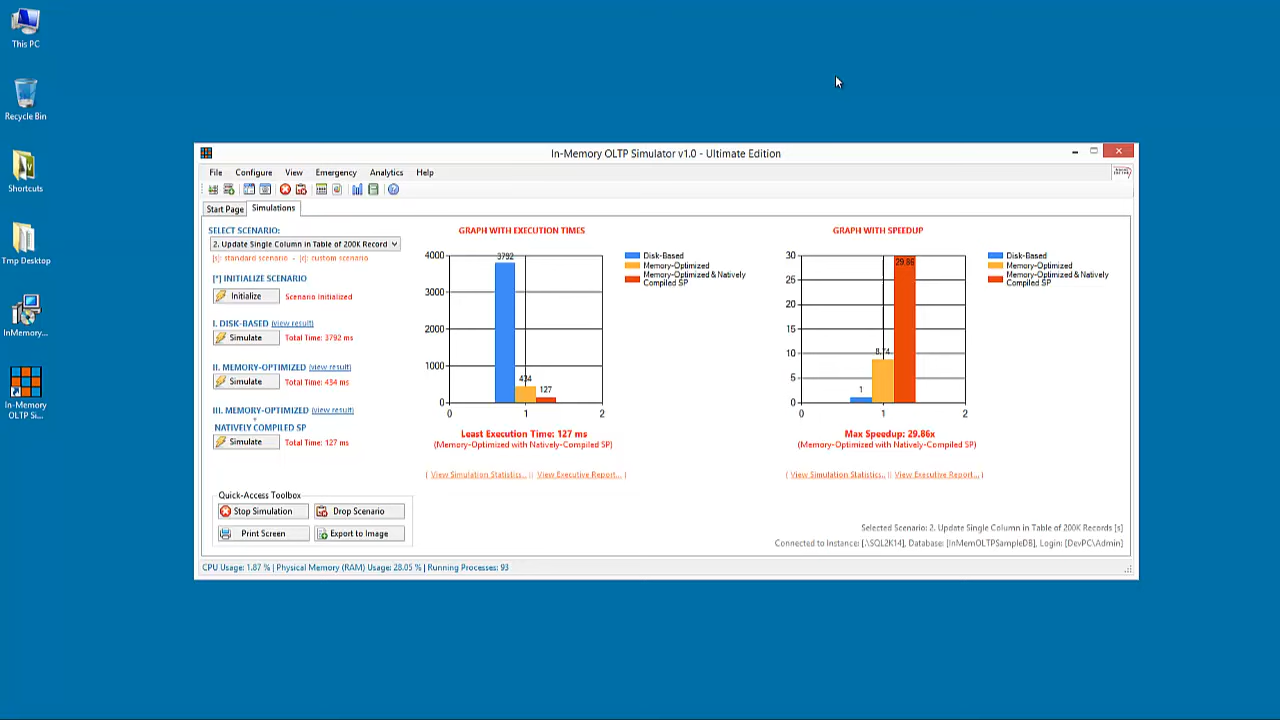 This PC
Recycle Bin
Shortcuts
Tmp Desktop
InMemory...
In-Memory
OLTP Si...
In-Memory OLTP Simulator v1.0 - Ultimate Edition
File Configure View Emergency Analytics Help
Start Page Simulations
SELECT SCENARIO:
2. Update Single Column in Table of 200K Record
[s]: standard scenario - [c]: custom scenario
[*] INITIALIZE SCENARIO
Initialize Scenario Initialized
I. DISK-BASED (view result)
Simulate Total Time: 3792 ms
II. MEMORY-OPTIMIZED (view result)
Simulate Total Time: 434 ms
III. MEMORY-OPTIMIZED (view result)
+
NATIVELY COMPILED SP
Simulate Total Time: 127 ms
Quick-Access Toolbox
Stop Simulation Drop Scenario
Print Screen Export to Image
GRAPH WITH EXECUTION TIMES
4000
3000
2000
1000
0
0 1 2
3792
434
127
Disk-Based
Memory-Optimized
Memory-Optimized & Natively
Compiled SP
Least Execution Time: 127 ms
(Memory-Optimized with Natively-Compiled SP)
( View Simulation Statistics.. || View Executive Report... )
GRAPH WITH SPEEDUP
30
25
20
15
10
5
0
0 1 2
1
8.74
29.86
Disk-Based
Memory-Optimized
Memory-Optimized & Natively
Compiled SP
Max Speedup: 29.86x
(Memory-Optimized with Natively-Compiled SP)
( View Simulation Statistics.. || View Executive Report... )
Selected Scenario: 2. Update Single Column in Table of 200K Records [s]
Connected to Instance: [.\SQL2K14], Database: [InMemOLTPSampleDB], Login: [DevPC\Admin]
CPU Usage: 1.87 % | Physical Memory (RAM) Usage: 28.05 % | Running Processes: 93